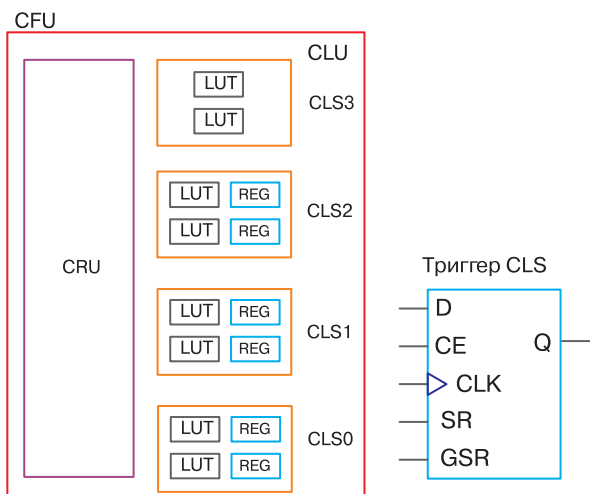 CFU
CLU
CRU
LUT
LUT
CLS3
LUT REG
LUT REG
CLS2
LUT REG
LUT REG
CLS1
LUT REG
LUT REG
CLS0
Триггер CLS
D
CE
CLK
SR
GSR
Q